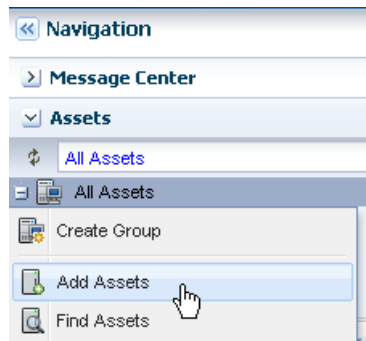 Navigation
Message Center
Assets
All Assets
All Assets
Create Group
Add Assets
Find Assets